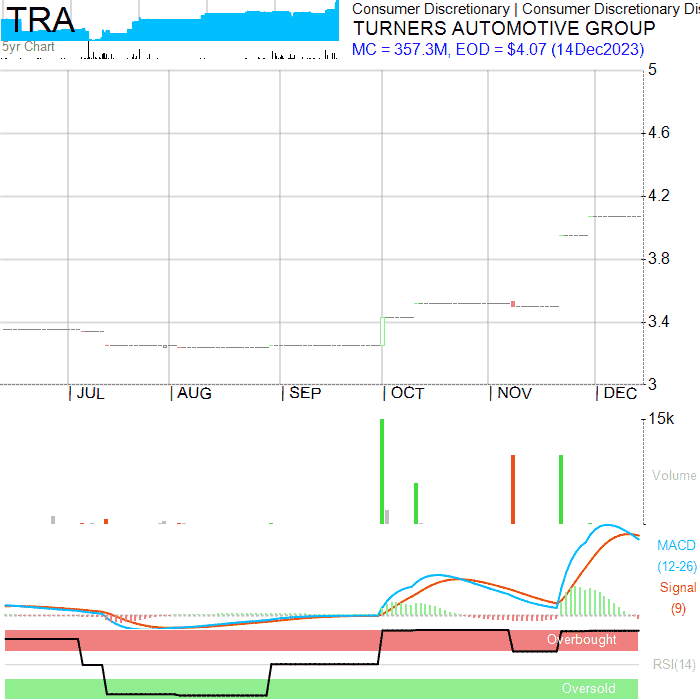 TRA
5yr Chart
Consumer Discretionary | Consumer Discretionary Dis
TURNERS AUTOMOTIVE GROUP
MC = 357.3M, EOD = $4.07 (14Dec2023)
5
4.6
4.2
3.8
3.4
3
| JUL | AUG | SEP | OCT | NOV | DEC
15k
Volume
MACD
(12-26)
Signal
(9)
Overbought
RSI(14)
Oversold